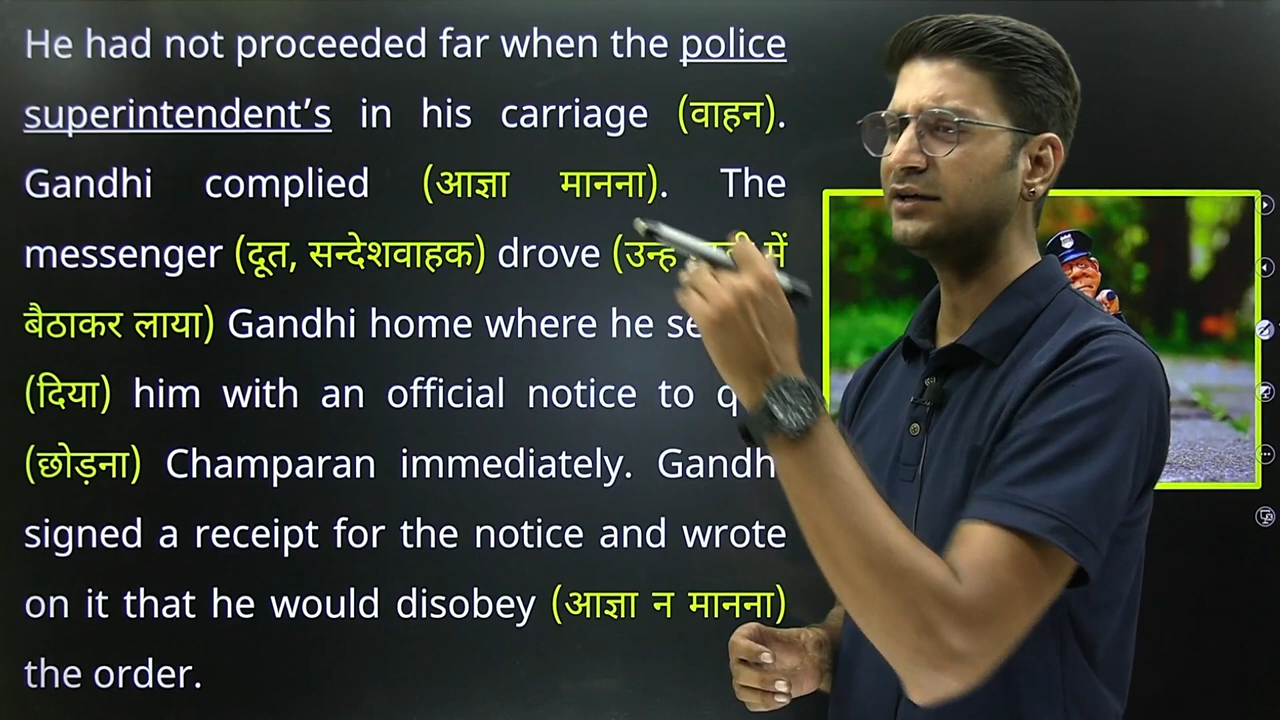 He had not proceeded far when the police
superintendent’s in his carriage (वाहन).
Gandhi complied (आज्ञा मानना). The
messenger (दूत, सन्देशवाहक) drove (उन्हे में
बैठाकर लाया) Gandhi home where he
(दिया) him with an official notice to
(छोड़ना) Champaran immediately. Gandhi
signed a receipt for the notice and wrote
on it that he would disobey (आज्ञा न मानना)
the order.